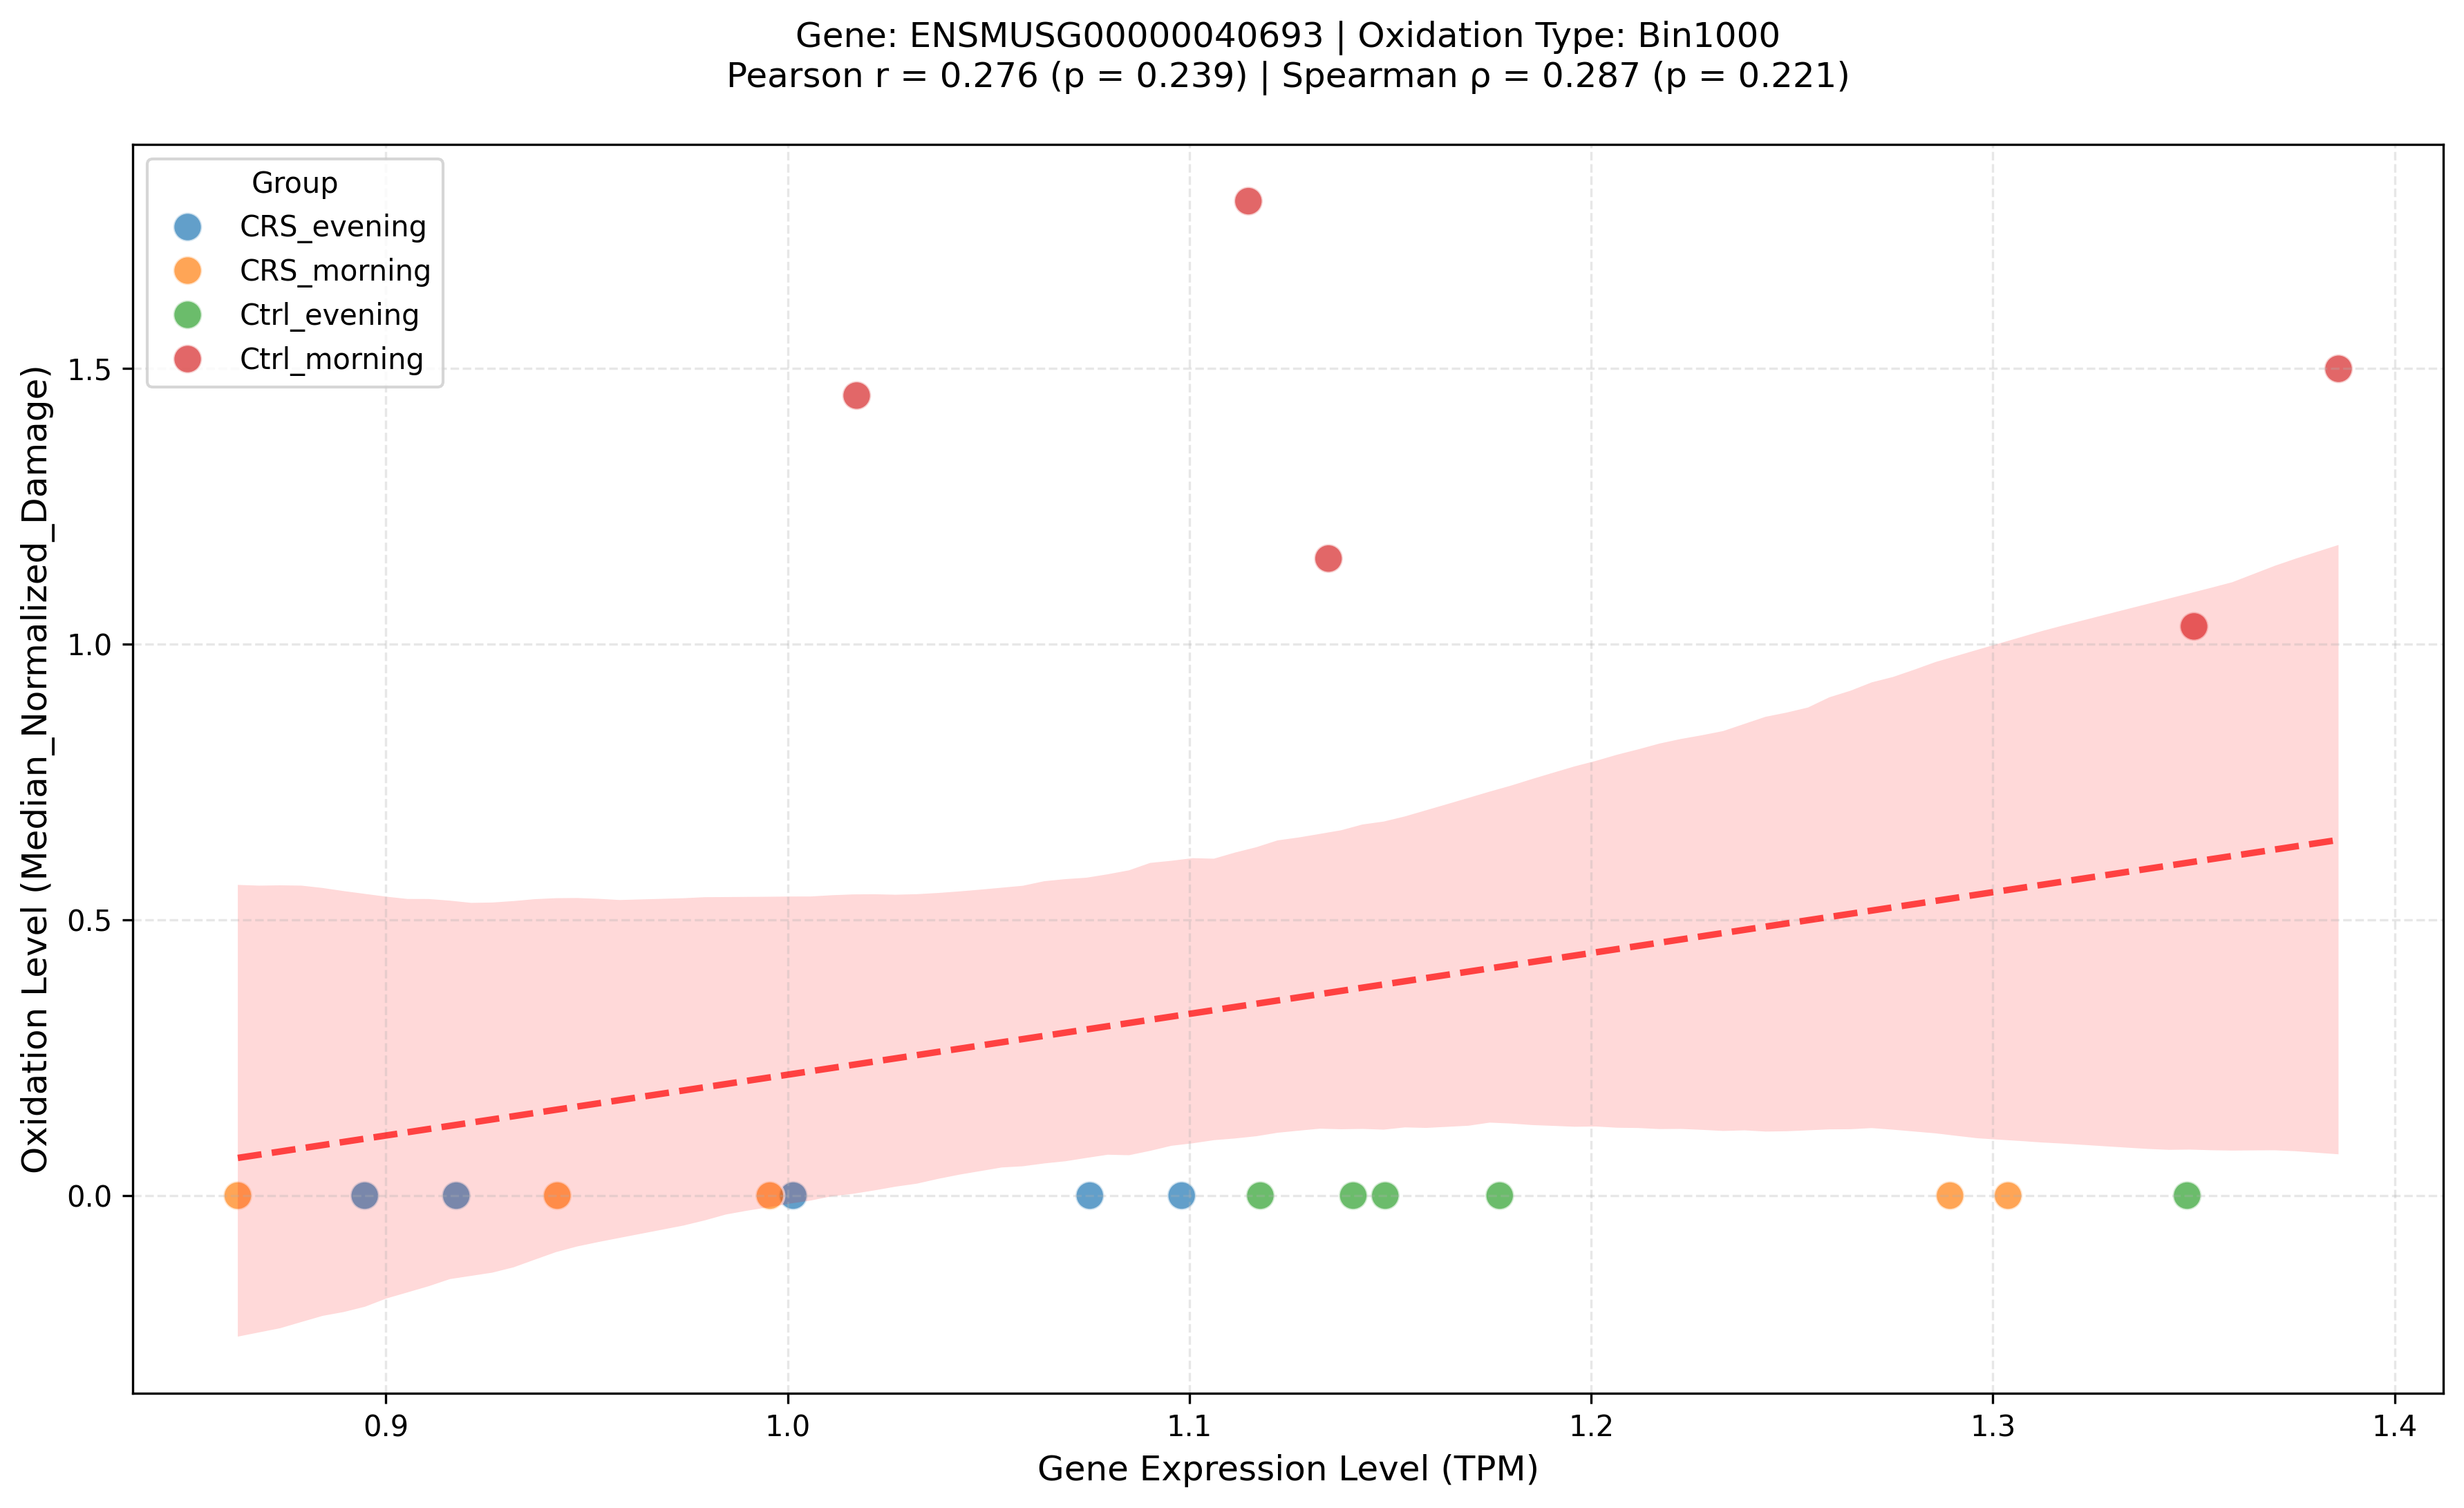 Gene: ENSMUSG00000040693 | Oxidation Type: Bin1000
Pearson r = 0.276 (p = 0.239) | Spearman ρ = 0.287 (p = 0.221)
Group
CRS_evening
CRS_morning
Ctrl_evening
Ctrl_morning
Oxidation Level (Median_Normalized_Damage)
1.5
1.0
0.5
0.0
0.9
1.0
1.1
1.2
1.3
1.4
Gene Expression Level (TPM)